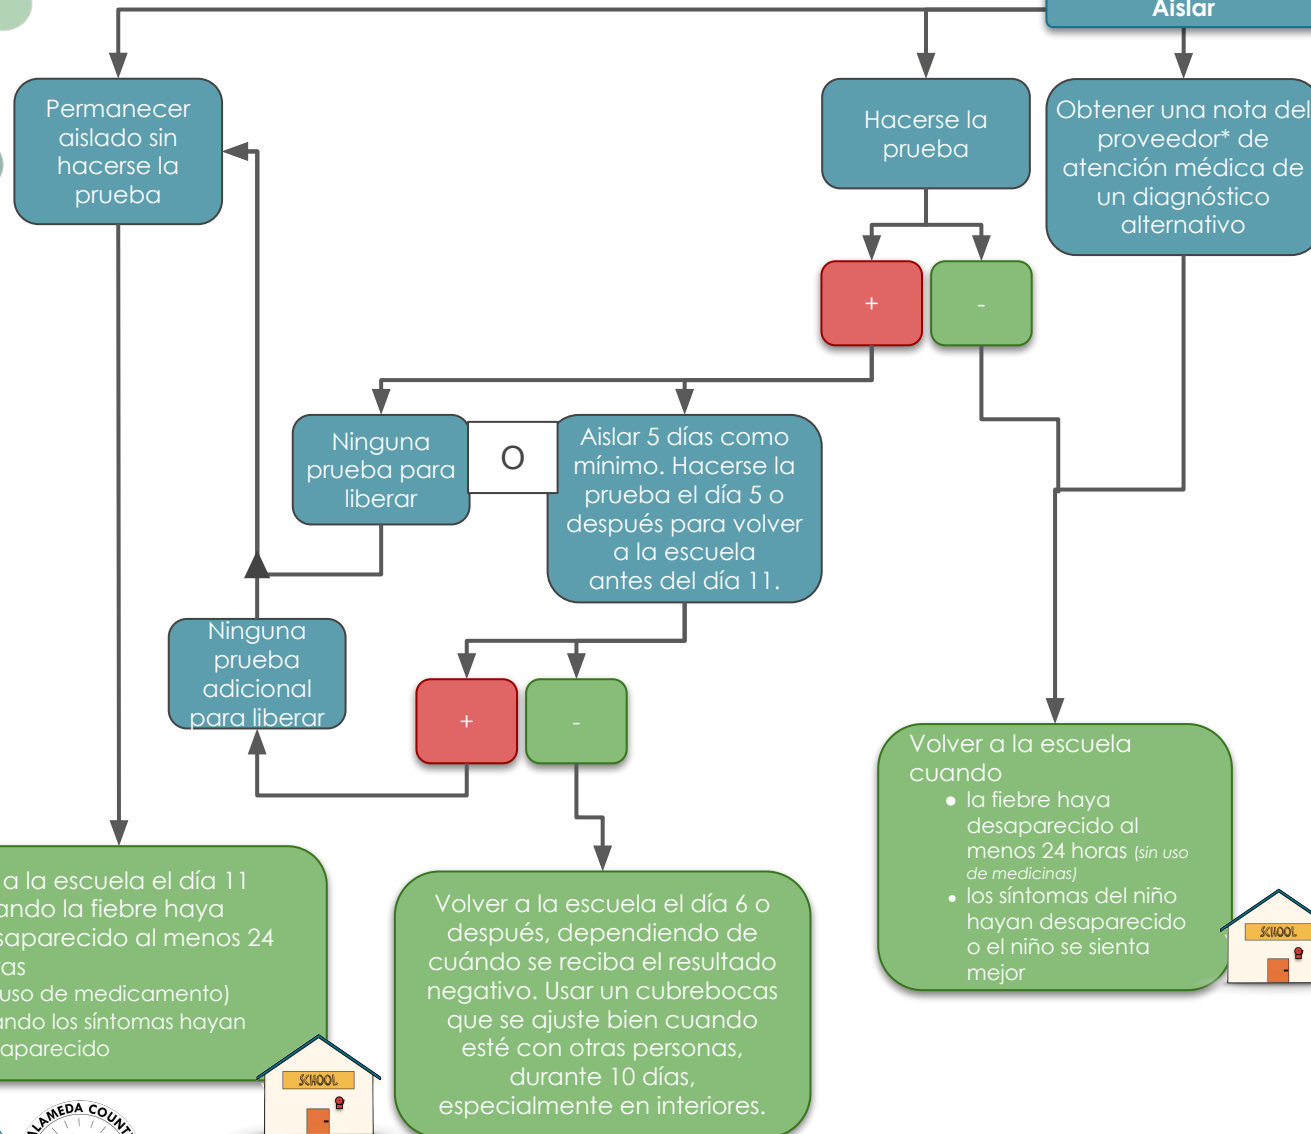 Aislar
Permanecer
aislado sin
hacerse la
prueba
Hacerse la
prueba
Obtener una nota del
proveedor* de
atención médica de
un diagnóstico
alternativo
+
-
Ninguna
prueba para
liberar
O
Aislar 5 días como
mínimo. Hacerse la
prueba el día 5 o
después para volver
a la escuela
antes del día 11.
Ninguna
prueba
adicional
para liberar
+
-
Volver a la escuela
cuando
● la fiebre haya
desaparecido al
menos 24 horas (sin uso
de medicinas)
● los síntomas del niño
hayan desaparecido
o el niño se sienta
mejor
SCHOOL
a la escuela el día 11
ando la fiebre haya
saparecido al menos 24
as
uso de medicamento)
ando los síntomas hayan
aparecido
SCHOOL
Volver a la escuela el día 6 o
después, dependiendo de
cuándo se reciba el resultado
negativo. Usar un cubrebocas
que se ajuste bien cuando
esté con otras personas,
durante 10 días,
especialmente en interiores.
ALAMEDA COUNT